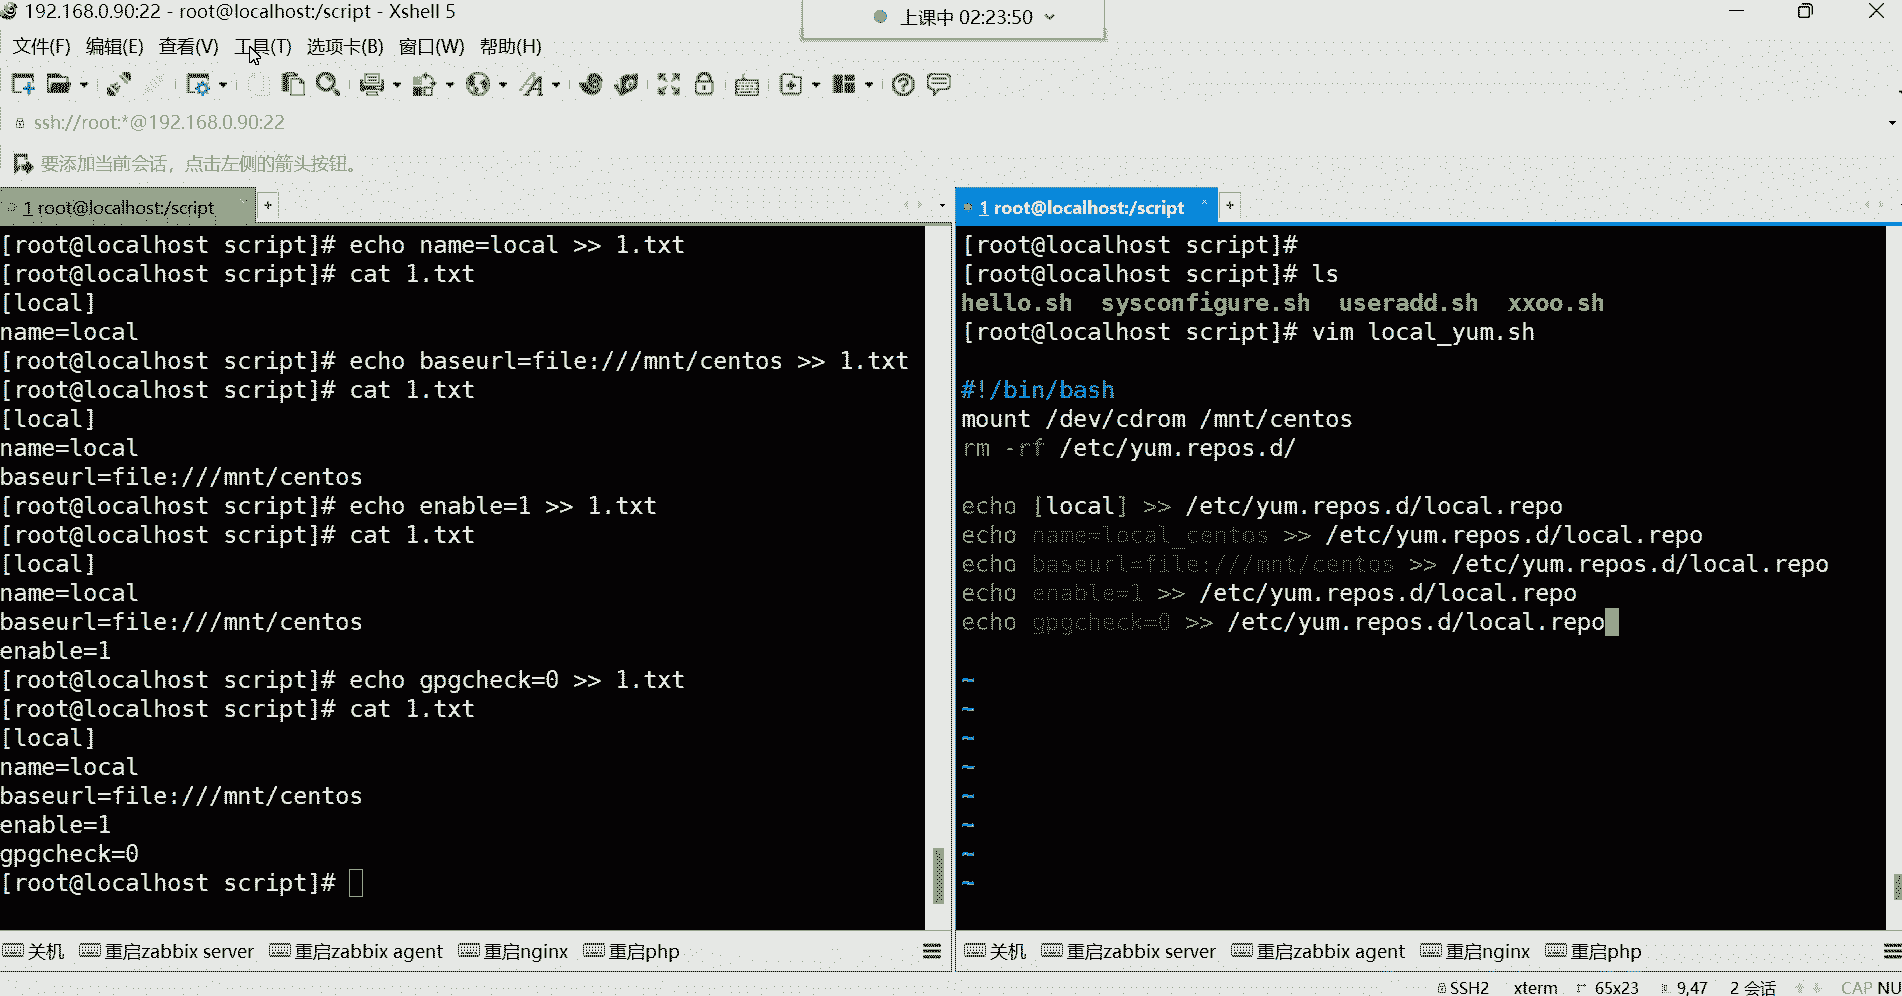 192.168.0.90:22 - root@localhost:/script - Xshell 5
上课中 02:23:50
文件(F) 编辑(E) 查看(V) 工具(T) 选项卡(B) 窗口(W) 帮助(H)
ssh://root:*@192.168.0.90:22
要添加当前会话，点击左侧的箭头按钮。
1 root@localhost:/script
[root@localhost script]# echo name=local >> 1.txt
[root@localhost script]# cat 1.txt
[local]
name=local
[root@localhost script]# echo baseurl=file:///mnt/centos >> 1.txt
[root@localhost script]# cat 1.txt
[local]
name=local
baseurl=file:///mnt/centos
[root@localhost script]# echo enable=1 >> 1.txt
[root@localhost script]# cat 1.txt
[local]
name=local
baseurl=file:///mnt/centos
enable=1
[root@localhost script]# echo gpgcheck=0 >> 1.txt
[root@localhost script]# cat 1.txt
[local]
name=local
baseurl=file:///mnt/centos
enable=1
gpgcheck=0
[root@localhost script]#
关机 重启zabbix server 重启zabbix agent 重启nginx 重启php
1 root@localhost:/script
[root@localhost script]#
[root@localhost script]# ls
hello.sh sysconfigure.sh useradd.sh xxoo.sh
[root@localhost script]# vim local_yum.sh
#!/bin/bash
mount /dev/cdrom /mnt/centos
rm -rf /etc/yum.repos.d/
echo [local] >> /etc/yum.repos.d/local.repo
echo name=local_centos >> /etc/yum.repos.d/local.repo
echo baseurl=file:///mnt/centos >> /etc/yum.repos.d/local.repo
echo enable=1 >> /etc/yum.repos.d/local.repo
echo gpgcheck=0 >> /etc/yum.repos.d/local.repo
~
~
~
~
~
~
~
~
关机 重启zabbix server 重启zabbix agent 重启nginx 重启php
SSH2 xterm 65x23 9,47 2 会话 CAP NU